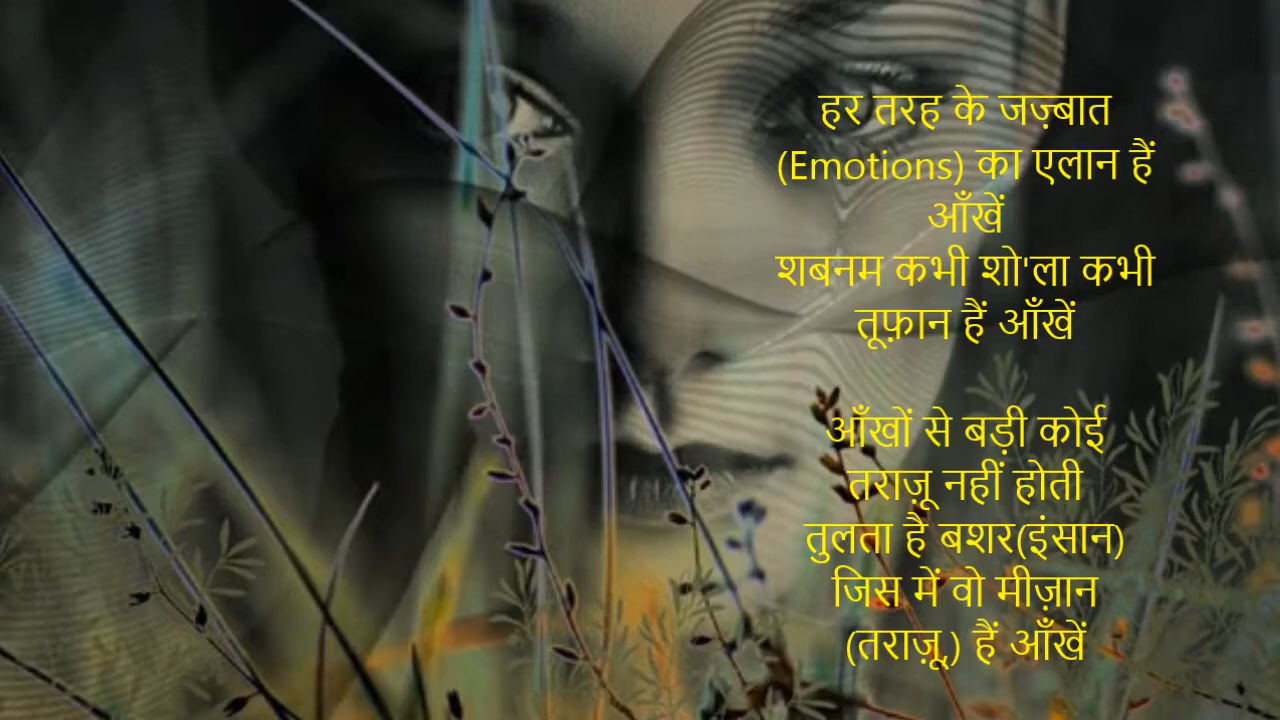 हर तरह के जज़्बात
(Emotions) का एलान हैं
आँखें
शबनम कभी शो'ला कभी
तूफ़ान हैं आँखें
आँखों से बड़ी कोई
तराज़ू नहीं होती
तुलता है बशर(इंसान)
जिस में वो मीज़ान
(तराज़ू,) हैं आँखें